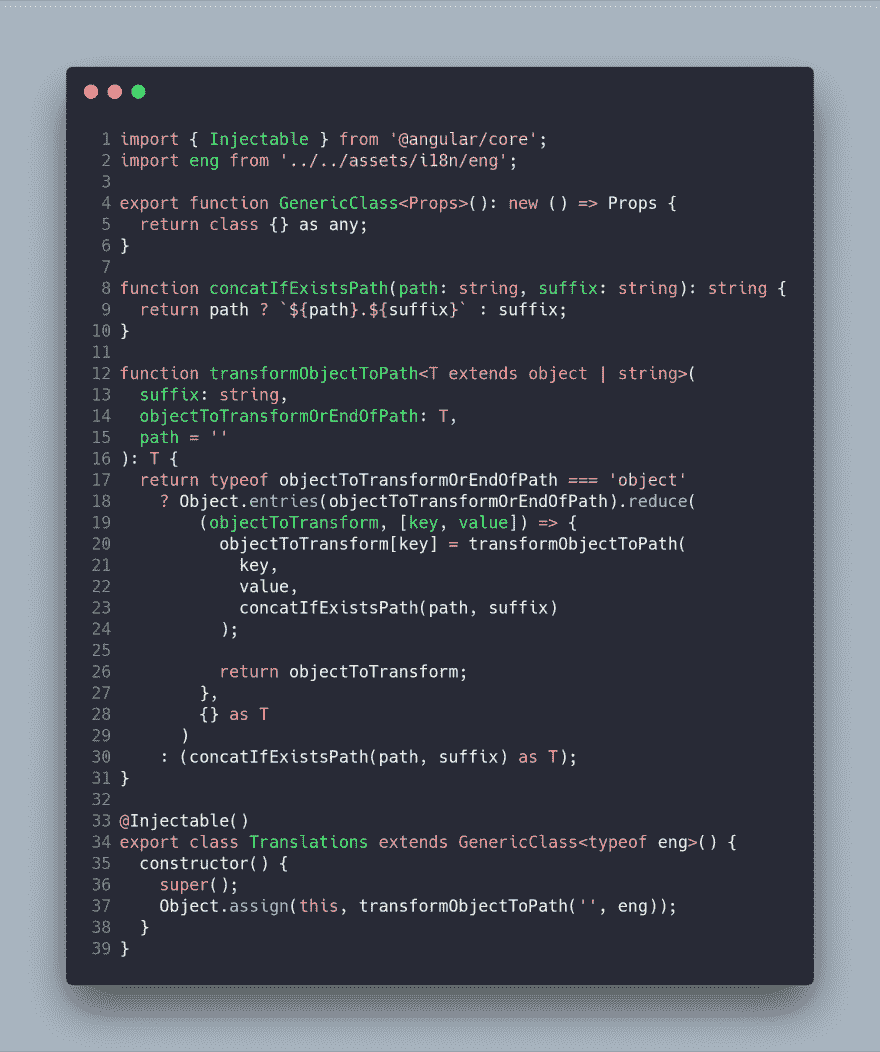 1 import { Injectable } from '@angular/core';
2 import eng from '../../assets/i18n/eng';
3
4 export function GenericClass<Props>(): new () => Props {
5   return class {} as any;
6 }
7
8 function concatIfExistsPath(path: string, suffix: string): string {
9   return path ? `${path}.${suffix}` : suffix;
10 }
11
12 function transformObjectToPath<T extends object | string>(
13   suffix: string,
14   objectToTransformOrEndOfPath: T,
15   path = ''
16 ): T {
17   return typeof objectToTransformOrEndOfPath === 'object'
18     ? Object.entries(objectToTransformOrEndOfPath).reduce(
19         (objectToTransform, [key, value]) => {
20           objectToTransform[key] = transformObjectToPath(
21             key,
22             value,
23             concatIfExistsPath(path, suffix)
24           );
25
26           return objectToTransform;
27         },
28         {} as T
29       )
30     : (concatIfExistsPath(path, suffix) as T);
31 }
32
33 @Injectable()
34 export class Translations extends GenericClass<typeof eng>() {
35   constructor() {
36     super();
37     Object.assign(this, transformObjectToPath('', eng));
38   }
39 }